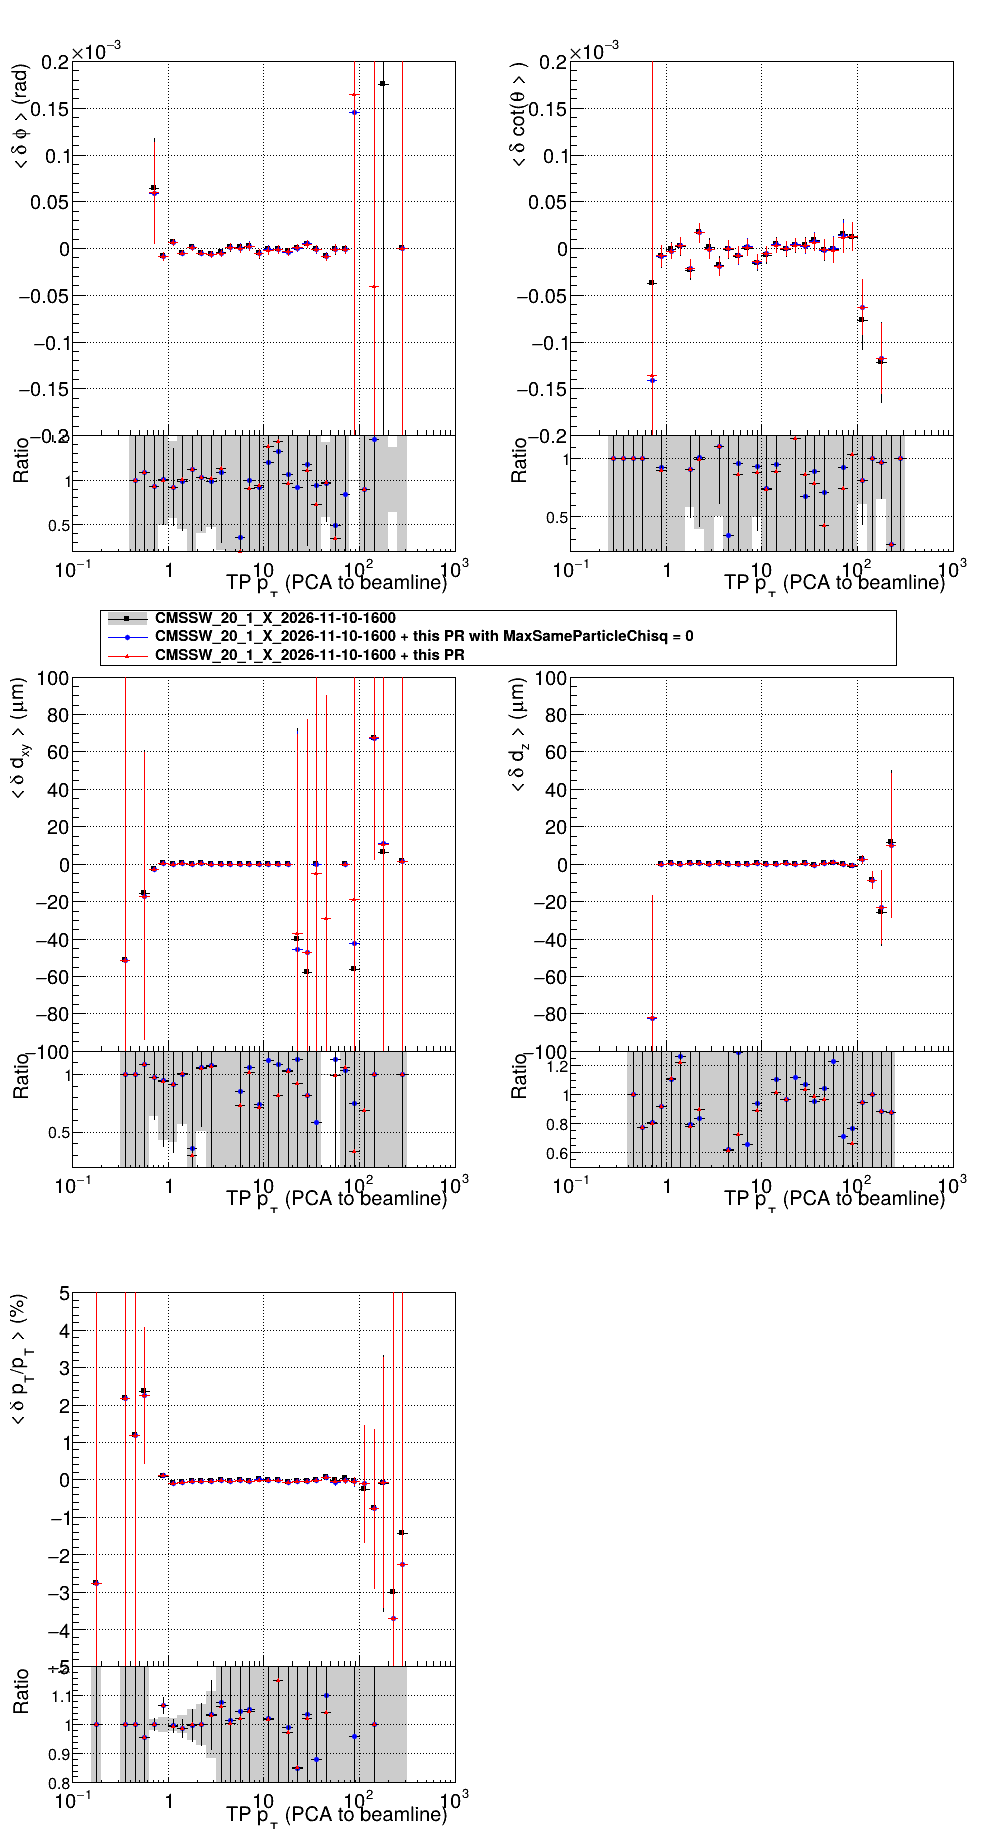 ×10⁻³
< δ φ > (rad)
0.2
0.15
0.1
0.05
0
−0.05
−0.1
−0.15
−0.2
Ratio
1
0.5
10⁻¹ 1 10 10² 10³
TP p_T (PCA to beamline)
×10⁻³
< δ cot(θ > )
0.2
0.15
0.1
0.05
0
−0.05
−0.1
−0.15
−0.2
Ratio
1
0.5
10⁻¹ 1 10 10² 10³
TP p_T (PCA to beamline)
CMSSW_20_1_X_2026-11-10-1600
CMSSW_20_1_X_2026-11-10-1600 + this PR with MaxSameParticleChisq = 0
CMSSW_20_1_X_2026-11-10-1600 + this PR
< δ d_xy > (μm)
100
80
60
40
20
0
−20
−40
−60
−80
−100
Ratio
1
0.5
10⁻¹ 1 10 10² 10³
TP p_T (PCA to beamline)
< δ d_z > (μm)
100
80
60
40
20
0
−20
−40
−60
−80
−100
Ratio
1.2
1
0.8
0.6
10⁻¹ 1 10 10² 10³
TP p_T (PCA to beamline)
< δ p_T/p_T > (%)
5
4
3
2
1
0
−1
−2
−3
−4
−5
Ratio
1.1
1
0.9
0.8
10⁻¹ 1 10 10² 10³
TP p_T (PCA to beamline)